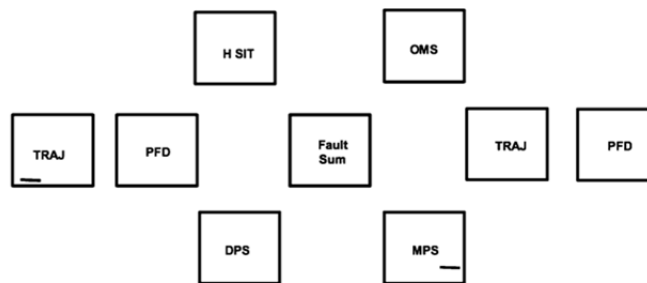 H SIT
OMS
TRAJ
PFD
Fault
Sum
TRAJ
PFD
DPS
MPS